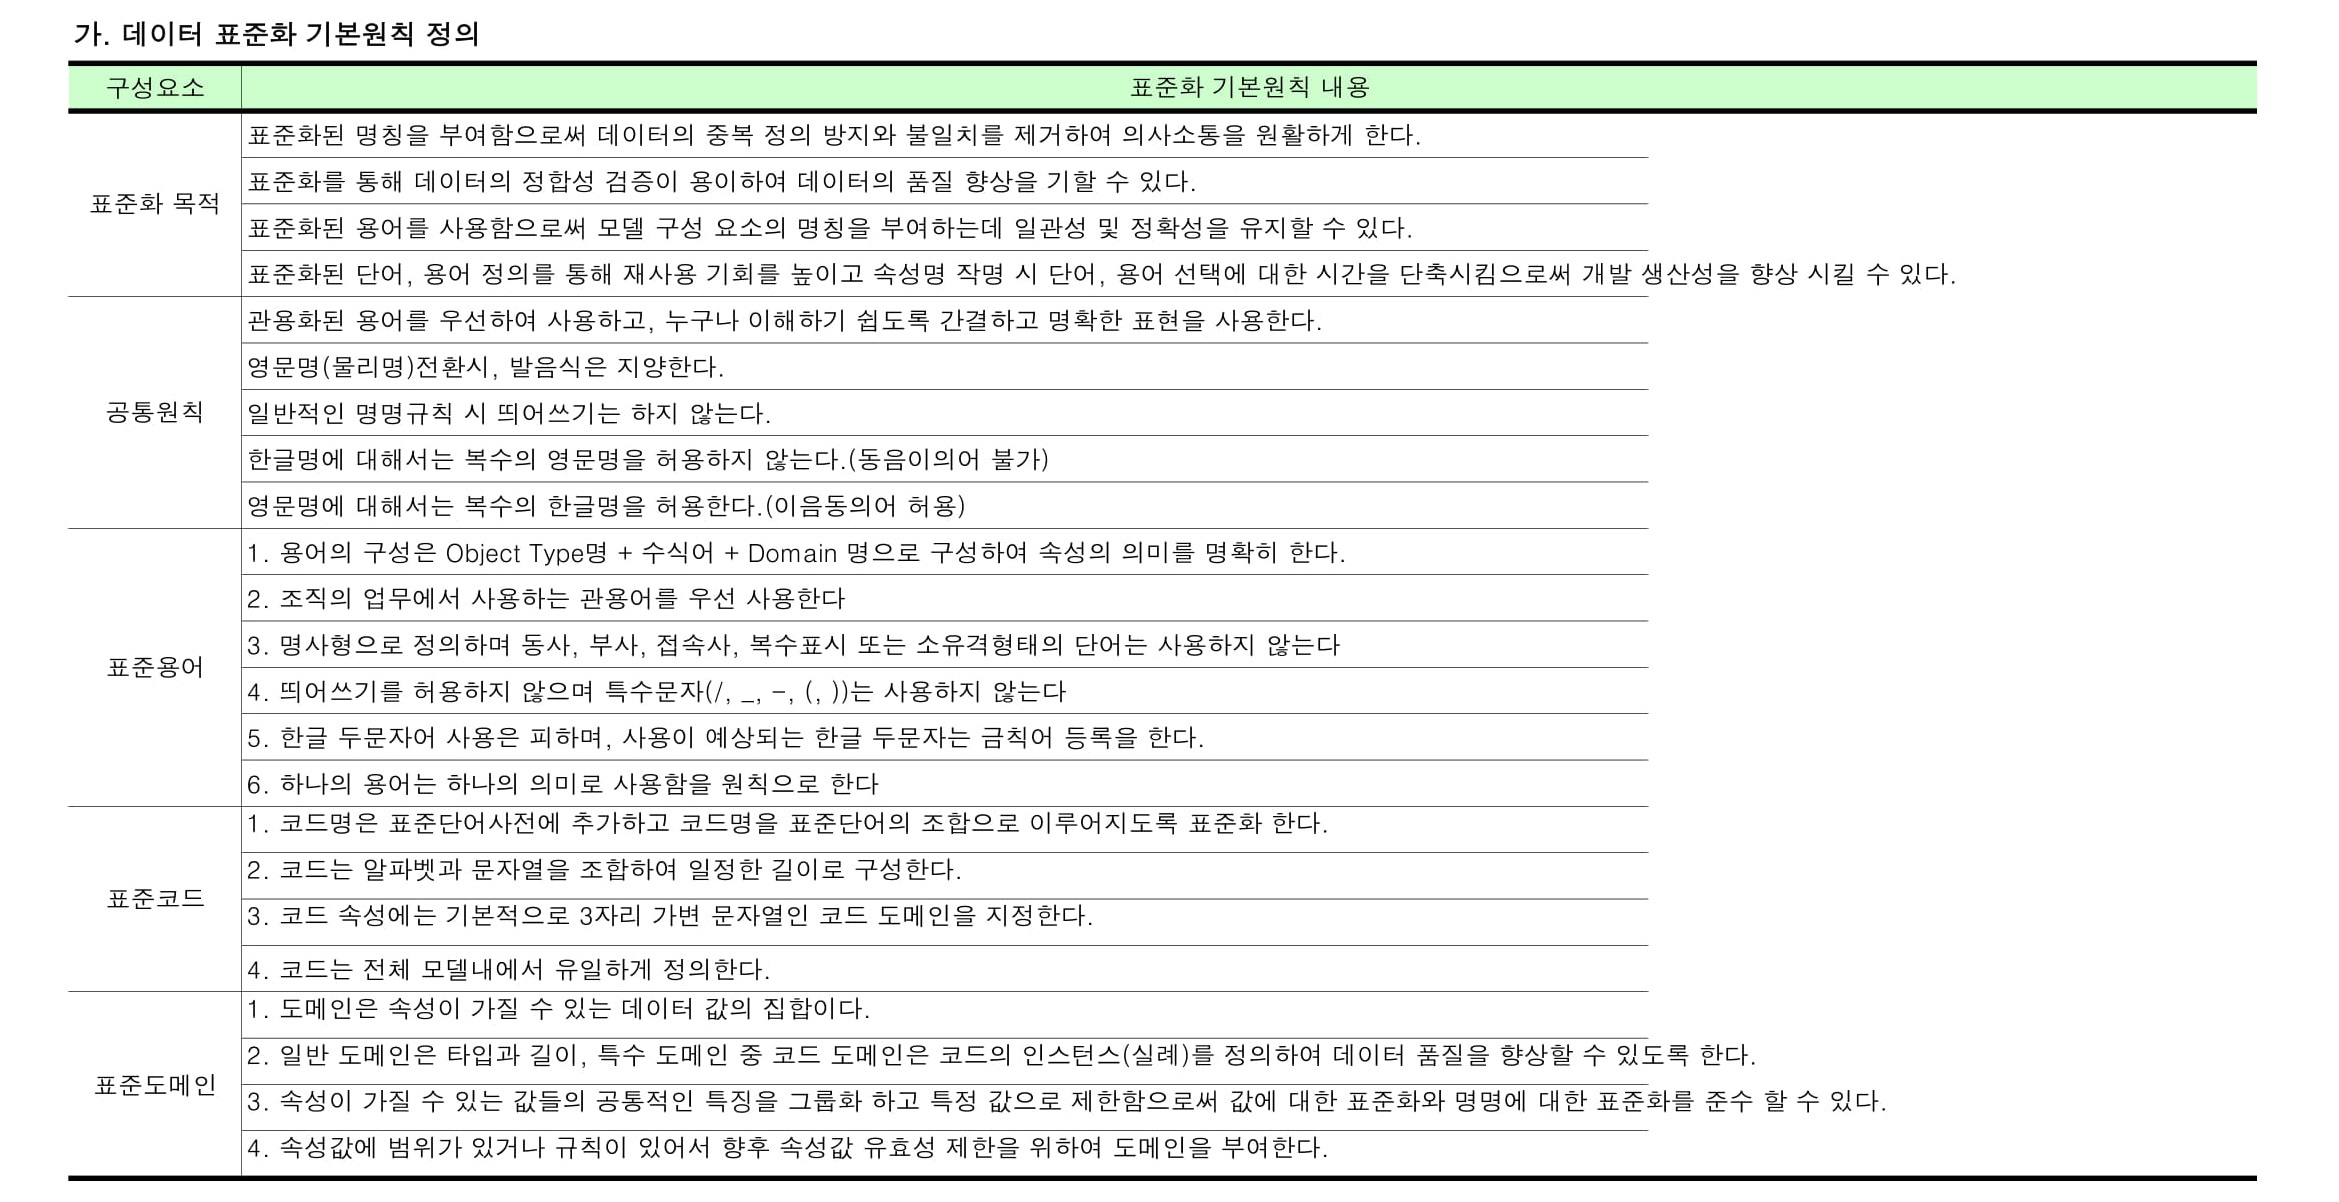 가. 데이터 표준화 기본원칙 정의
구성요소
표준화 기본원칙 내용
표준화 목적
표준화된 명칭을 부여함으로써 데이터의 중복 정의 방지와 불일치를 제거하여 의사소통을 원활하게 한다.
표준화를 통해 데이터의 정합성 검증이 용이하여 데이터의 품질 향상을 기할 수 있다.
표준화된 용어를 사용함으로써 모델 구성 요소의 명칭을 부여하는데 일관성 및 정확성을 유지할 수 있다.
표준화된 단어, 용어 정의를 통해 재사용 기회를 높이고 속성명 작명 시 단어, 용어 선택에 대한 시간을 단축시킴으로써 개발 생산성을 향상 시킬 수 있다.
공통원칙
관용화된 용어를 우선하여 사용하고, 누구나 이해하기 쉽도록 간결하고 명확한 표현을 사용한다.
영문명(물리명)전환시, 발음식은 지양한다.
일반적인 명명규칙 시 띄어쓰기는 하지 않는다.
한글명에 대해서는 복수의 영문명을 허용하지 않는다.(동음이의어 불가)
영문명에 대해서는 복수의 한글명을 허용한다.(이음동의어 허용)
표준용어
1. 용어의 구성은 Object Type명 + 수식어 + Domain 명으로 구성하여 속성의 의미를 명확히 한다.
2. 조직의 업무에서 사용하는 관용어를 우선 사용한다
3. 명사형으로 정의하며 동사, 부사, 접속사, 복수표시 또는 소유격형태의 단어는 사용하지 않는다
4. 띄어쓰기를 허용하지 않으며 특수문자(/, _, -, (, ))는 사용하지 않는다
5. 한글 두문자어 사용은 피하며, 사용이 예상되는 한글 두문자는 금칙어 등록을 한다.
6. 하나의 용어는 하나의 의미로 사용함을 원칙으로 한다
표준코드
1. 코드명은 표준단어사전에 추가하고 코드명을 표준단어의 조합으로 이루어지도록 표준화 한다.
2. 코드는 알파벳과 문자열을 조합하여 일정한 길이로 구성한다.
3. 코드 속성에는 기본적으로 3자리 가변 문자열인 코드 도메인을 지정한다.
4. 코드는 전체 모델내에서 유일하게 정의한다.
표준도메인
1. 도메인은 속성이 가질 수 있는 데이터 값의 집합이다.
2. 일반 도메인은 타입과 길이, 특수 도메인 중 코드 도메인은 코드의 인스턴스(실례)를 정의하여 데이터 품질을 향상할 수 있도록 한다.
3. 속성이 가질 수 있는 값들의 공통적인 특징을 그룹화 하고 특정 값으로 제한함으로써 값에 대한 표준화와 명명에 대한 표준화를 준수 할 수 있다.
4. 속성값에 범위가 있거나 규칙이 있어서 향후 속성값 유효성 제한을 위하여 도메인을 부여한다.